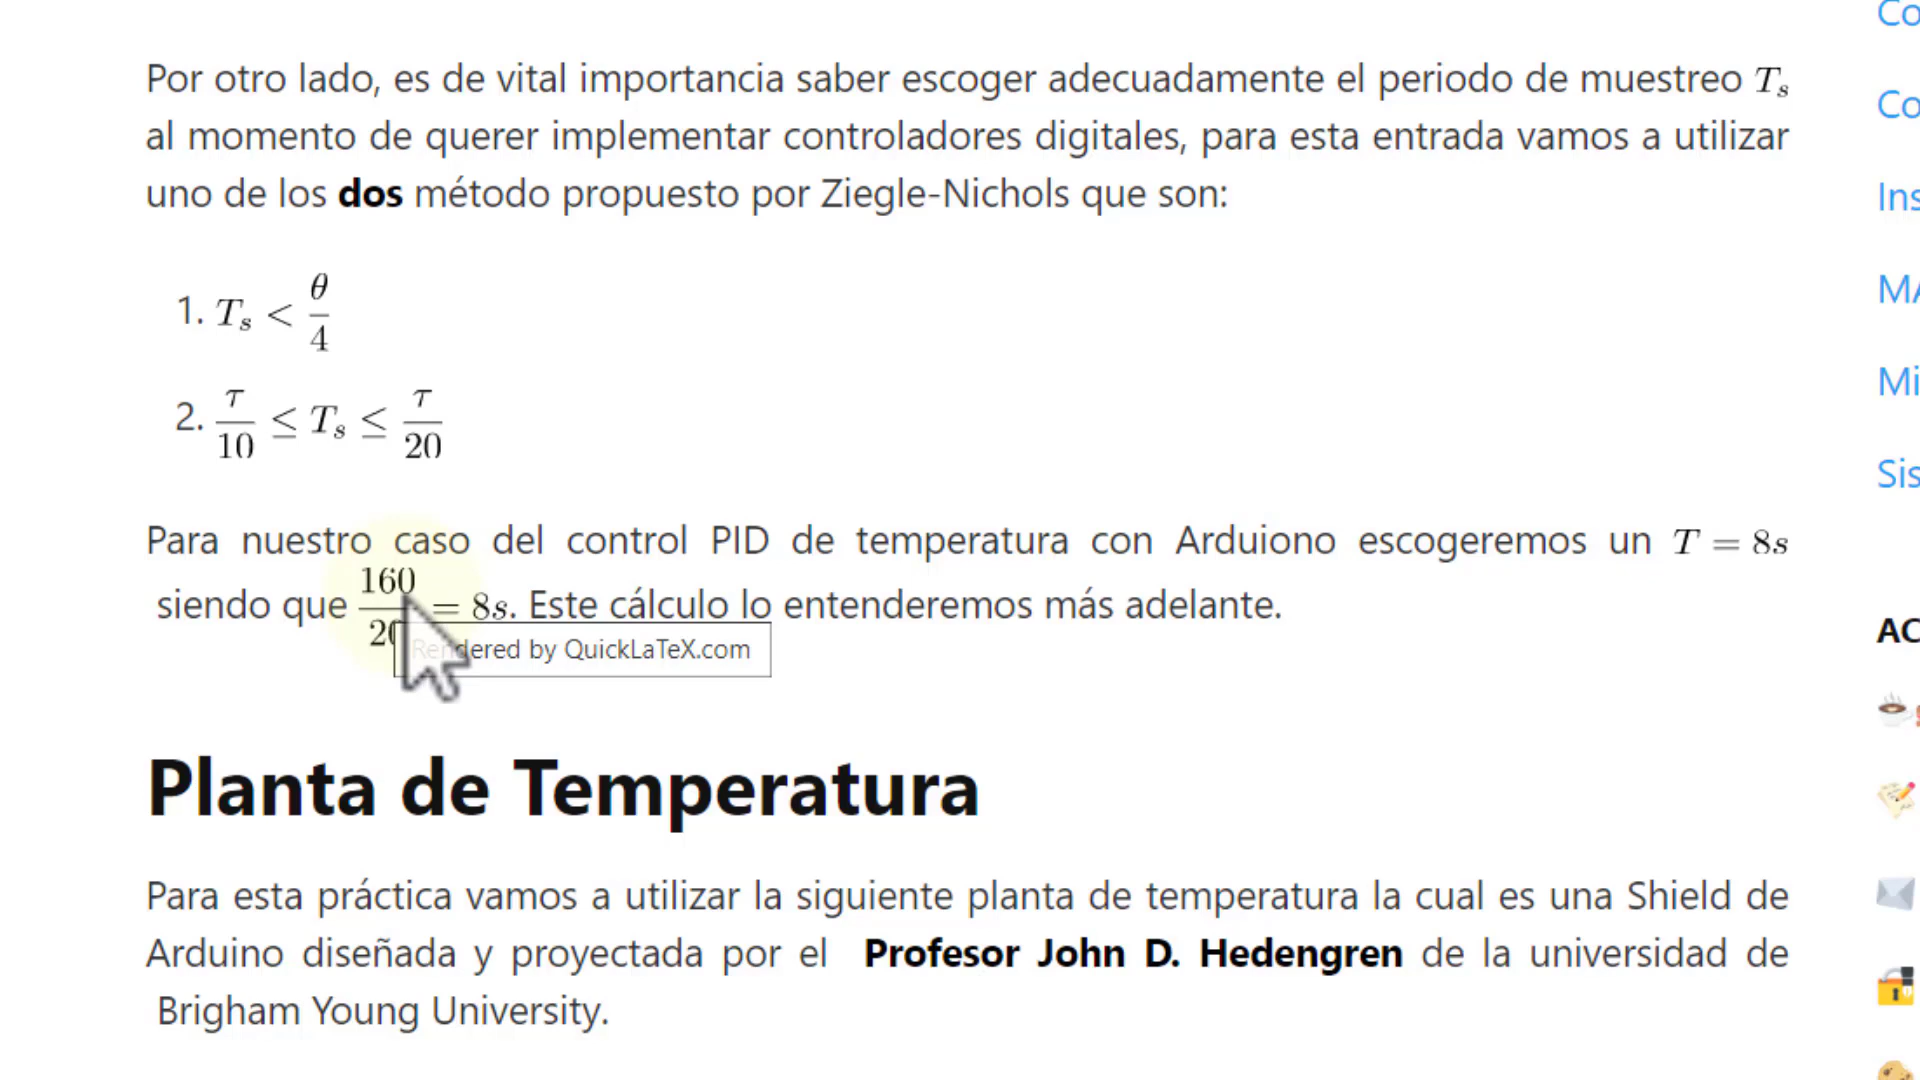 Por otro lado, es de vital importancia saber escoger adecuadamente el periodo de muestreo Tₛ
al momento de querer implementar controladores digitales, para esta entrada vamos a utilizar
uno de los dos método propuesto por Ziegle-Nichols que son:
1. Tₛ < θ/4
2. τ/10 ≤ Tₛ ≤ τ/20
Para nuestro caso del control PID de temperatura con Arduiono escogeremos un T = 8s
siendo que 160/20 = 8s. Este cálculo lo entenderemos más adelante.
Rendered by QuickLaTeX.com
Planta de Temperatura
Para esta práctica vamos a utilizar la siguiente planta de temperatura la cual es una Shield de
Arduino diseñada y proyectada por el Profesor John D. Hedengren de la universidad de
Brigham Young University.
Co
Co
Ins
MA
Mi
Sis
AC